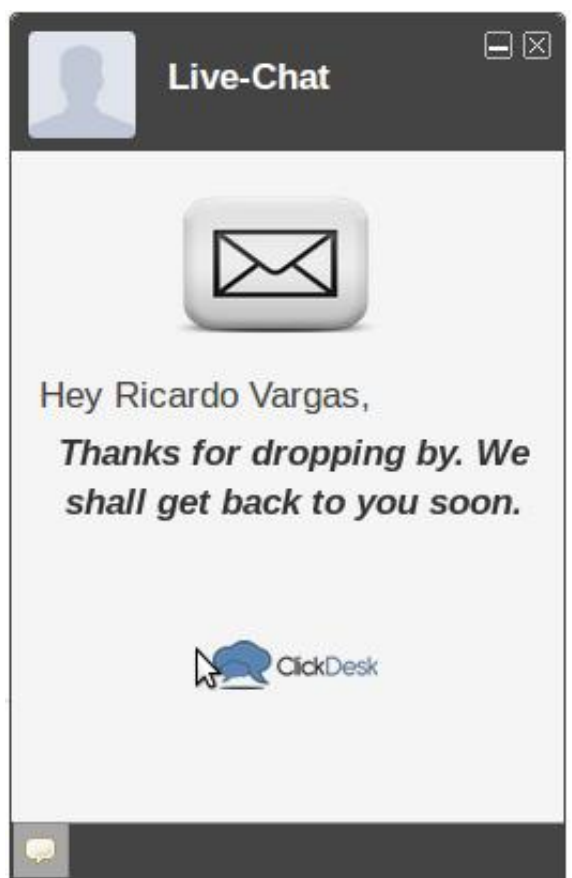 Live-Chat
Hey Ricardo Vargas,
Thanks for dropping by. We
shall get back to you soon.
ClickDesk